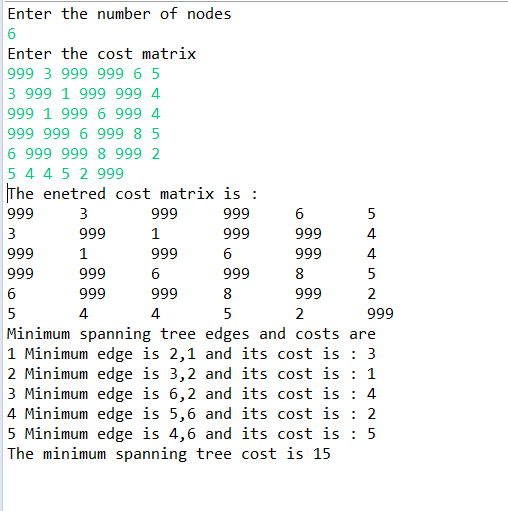 Enter the number of nodes
6
Enter the cost matrix
999 3 999 999 6 5
3 999 1 999 999 4
999 1 999 6 999 4
999 999 6 999 8 5
6 999 999 8 999 2
5 4 4 5 2 999
The enetred cost matrix is :
999 3 999 999 6 5
3 999 1 999 999 4
999 1 999 6 999 4
999 999 6 999 8 5
6 999 999 8 999 2
5 4 4 5 2 999
Minimum spanning tree edges and costs are
1 Minimum edge is 2,1 and its cost is : 3
2 Minimum edge is 3,2 and its cost is : 1
3 Minimum edge is 6,2 and its cost is : 4
4 Minimum edge is 5,6 and its cost is : 2
5 Minimum edge is 4,6 and its cost is : 5
The minimum spanning tree cost is 15